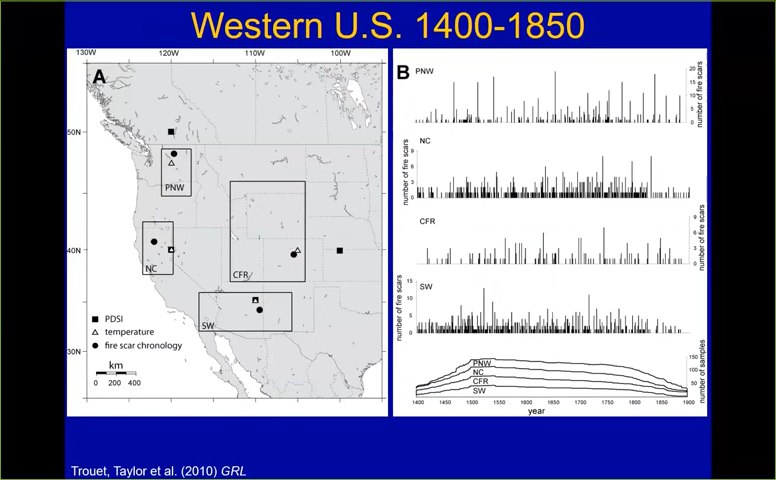 Western U.S. 1400-1850
130W 120W 110W 100W
A
50N
40N
30N
PNW
NC
CFR
SW
PDSI
temperature
fire scar chronology
km
0 200 400
B
PNW
20
15
10
5
0
number of fire scars
NC
9
6
3
0
number of fire scars
CFR
9
6
3
0
number of fire scars
SW
15
10
5
0
number of fire scars
PNW
NC
CFR
SW
150
100
50
number of samples
1400 1450 1500 1550 1600 1650 1700 1750 1800 1850 1900
year
Trouet, Taylor et al. (2010) GRL